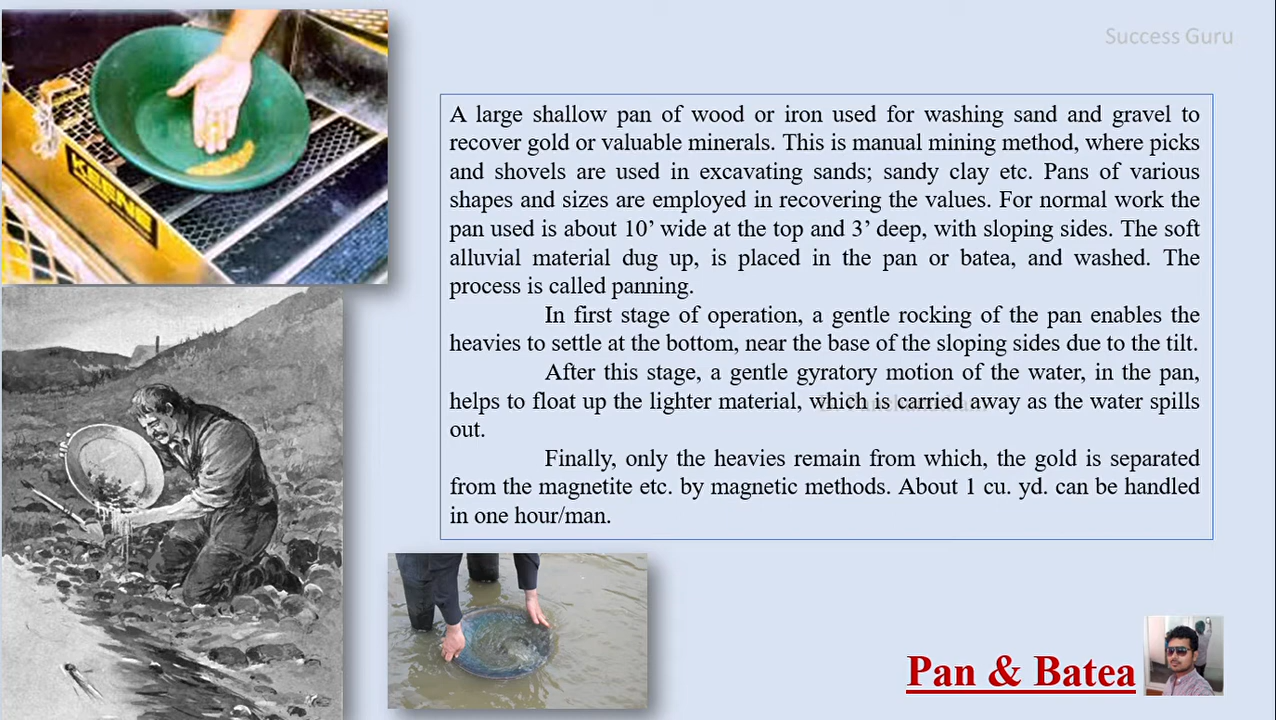 Success Guru
A large shallow pan of wood or iron used for washing sand and gravel to
recover gold or valuable minerals. This is manual mining method, where picks
and shovels are used in excavating sands; sandy clay etc. Pans of various
shapes and sizes are employed in recovering the values. For normal work the
pan used is about 10’ wide at the top and 3’ deep, with sloping sides. The soft
alluvial material dug up, is placed in the pan or batea, and washed. The
process is called panning.
In first stage of operation, a gentle rocking of the pan enables the
heavies to settle at the bottom, near the base of the sloping sides due to the tilt.
After this stage, a gentle gyratory motion of the water, in the pan,
helps to float up the lighter material, which is carried away as the water spills
out.
Finally, only the heavies remain from which, the gold is separated
from the magnetite etc. by magnetic methods. About 1 cu. yd. can be handled
in one hour/man.
KEENE
Pan & Batea